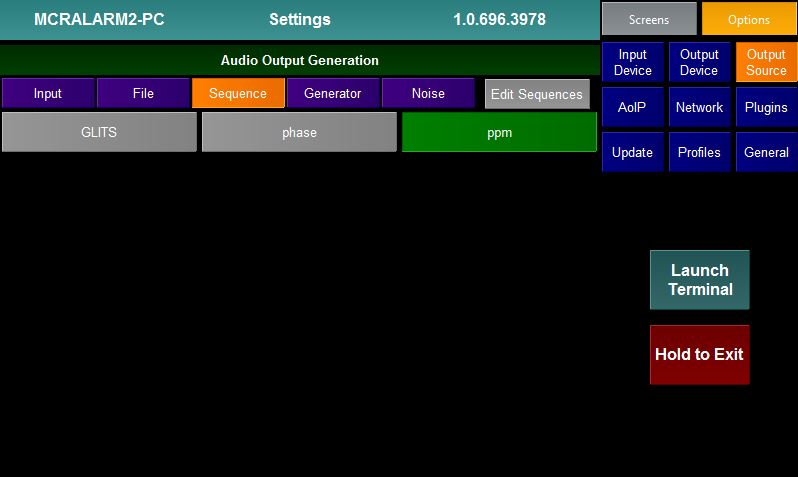 MCRALARM2-PC Settings 1.0.696.3978
Screens Options
Audio Output Generation
Input Device
Output Device
Output Source
Input File Sequence Generator Noise Edit Sequences
AoIP Network Plugins
GLITS phase ppm
Update Profiles General
Launch
Terminal
Hold to Exit